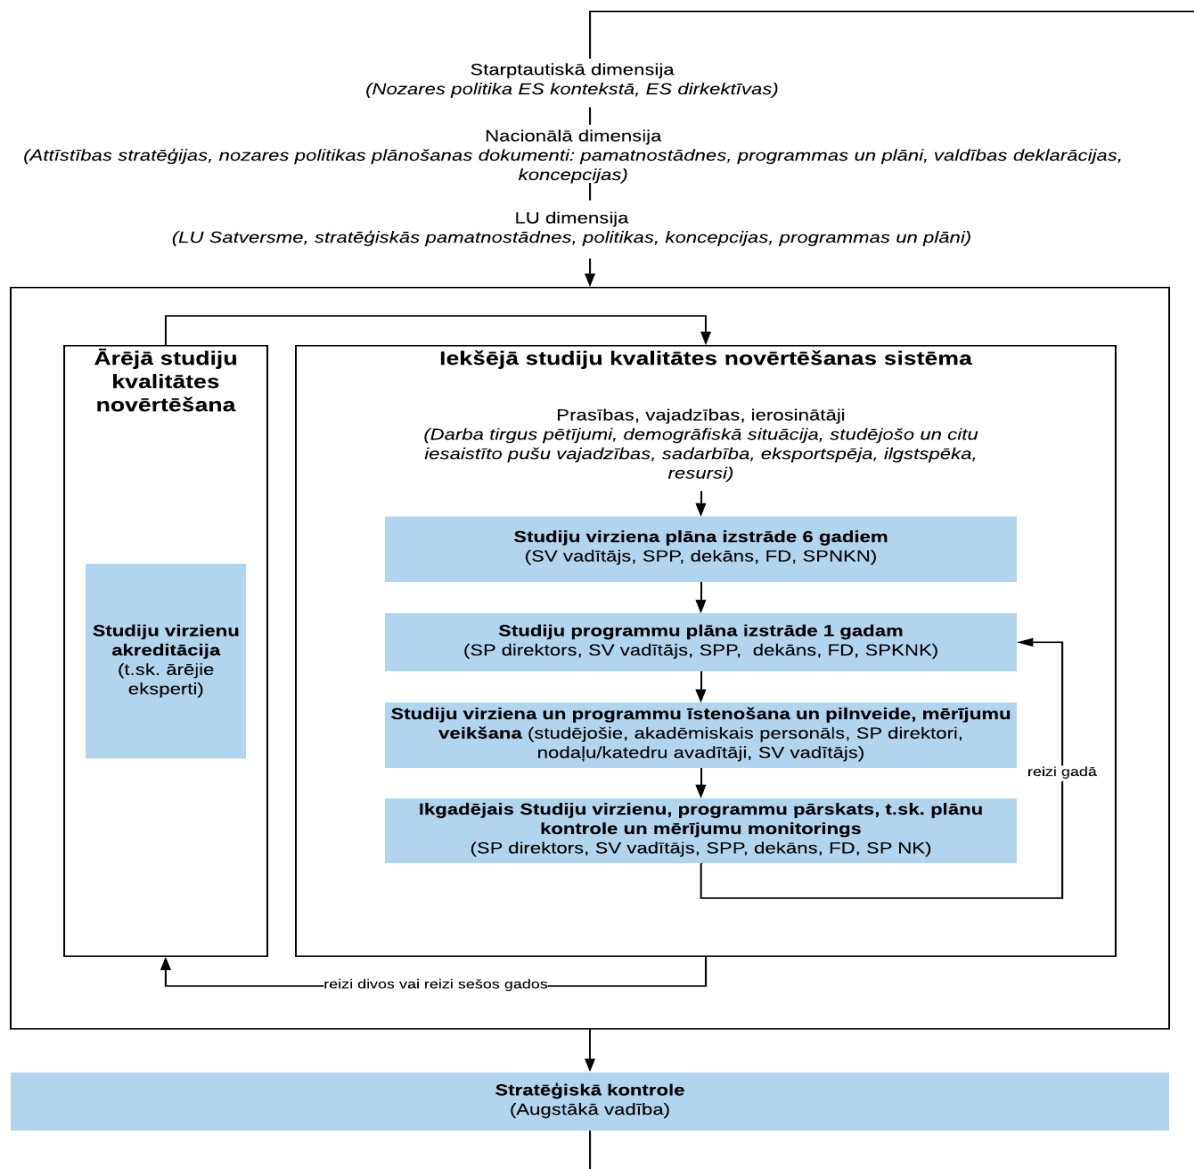 Starptautiskā dimensija
(Nozares politika ES kontekstā, ES dirkektīvas)
Nacionālā dimensija
(Attīstības stratēģijas, nozares politikas plānošanas dokumenti: pamatnostādnes, programmas un plāni, valdības deklarācijas,
koncepcijas)
LU dimensija
(LU Satversme, stratēģiskās pamatnostādnes, politikas, koncepcijas, programmas un plāni)
Ārējā studiju
kvalitātes
novērtēšana
Studiju virzienu
akreditācija
(t.sk. ārējie
eksperti)
Iekšējā studiju kvalitātes novērtēšanas sistēma
Prasības, vajadzības, ierosinātāji
(Darba tirgus pētījumi, demogrāfiskā situācija, studējošo un citu
iesaistīto pušu vajadzības, sadarbība, eksportspēja, ilgstspēka,
resursi)
Studiju virziena plāna izstrāde 6 gadiem
(SV vadītājs, SPP, dekāns, FD, SPNKN)
Studiju programmu plāna izstrāde 1 gadam
(SP direktors, SV vadītājs, SPP, dekāns, FD, SPKNK)
Studiju virziena un programmu īstenošana un pilnveide, mērījumu
veikšana (studējošie, akadēmiskais personāls, SP direktori,
nodaļu/katedru avadītāji, SV vadītājs)
reizi gadā
Ikgadējais Studiju virzienu, programmu pārskats, t.sk. plānu
kontrole un mērījumu monitorings
(SP direktors, SV vadītājs, SPP, dekāns, FD, SP NK)
reizi divos vai reizi sešos gados
Stratēģiskā kontrole
(Augstākā vadība)